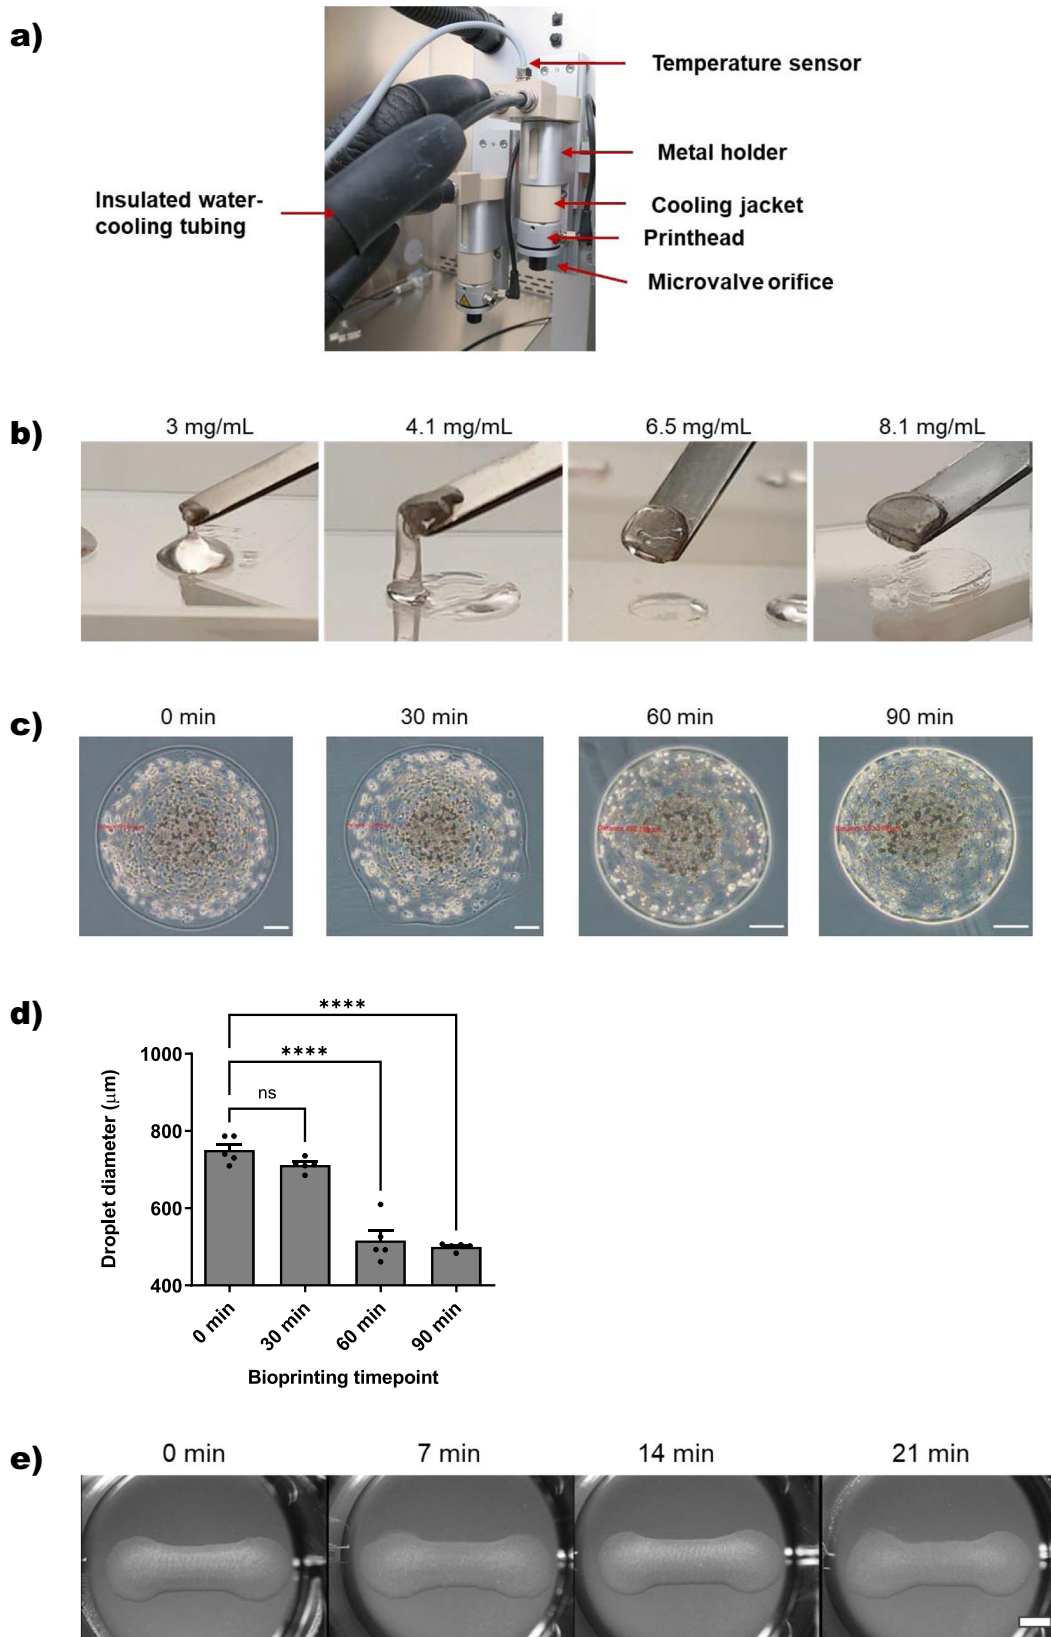 a)
Temperature sensor
Metal holder
Insulated water-
cooling tubing
Cooling jacket
Printhead
Microvalve orifice
b)
3 mg/mL
4.1 mg/mL
6.5 mg/mL
8.1 mg/mL
c)
0 min
30 min
60 min
90 min
d)
****
****
ns
1000
800
600
400
Droplet diameter (μm)
0 min
30 min
60 min
90 min
Bioprinting timepoint
e)
0 min
7 min
14 min
21 min